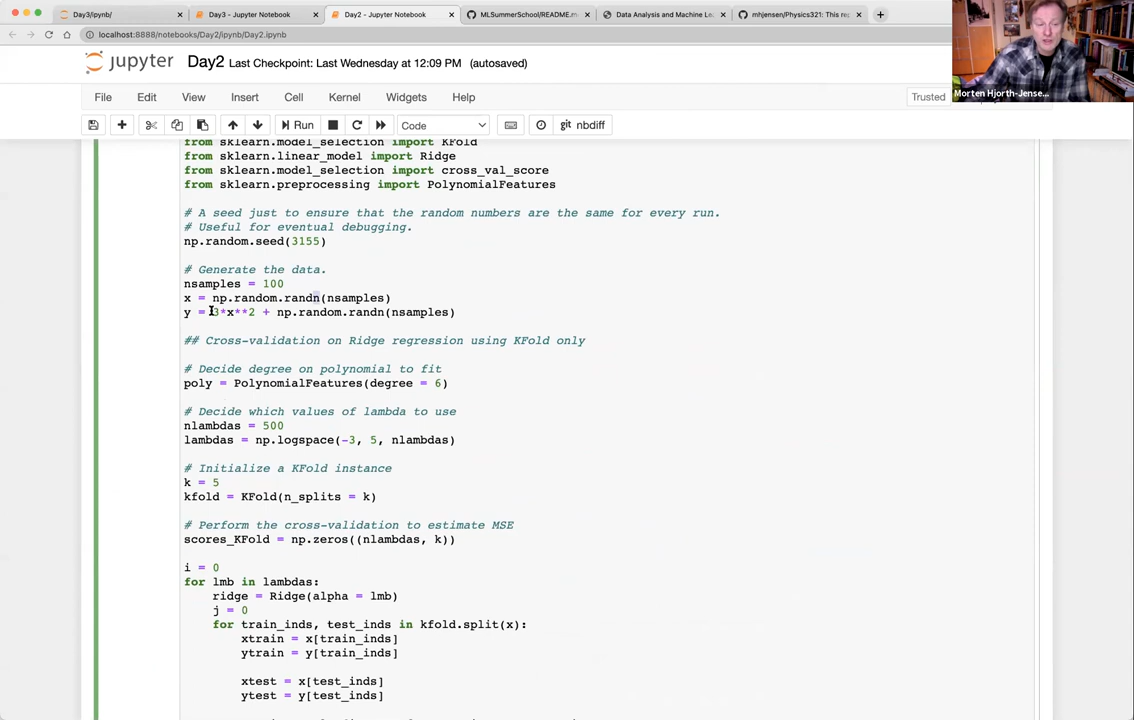 Day3/ipynb/
Day3 - Jupyter Notebook
Day2 - Jupyter Notebook
MLSummerSchool/README.m
Data Analysis and Machine Le
mhjensen/Physics321: This re
localhost:8888/notebooks/Day2/ipynb/Day2.ipynb
Morten Hjorth-Jense...
jupyter Day2 Last Checkpoint: Last Wednesday at 12:09 PM (autosaved)
File Edit View Insert Cell Kernel Widgets Help Trusted
Run Code git nbdiff
from sklearn.model_selection import KFold
from sklearn.linear_model import Ridge
from sklearn.model_selection import cross_val_score
from sklearn.preprocessing import PolynomialFeatures
# A seed just to ensure that the random numbers are the same for every run.
# Useful for eventual debugging.
np.random.seed(3155)
# Generate the data.
nsamples = 100
x = np.random.randn(nsamples)
y = 3*x**2 + np.random.randn(nsamples)
## Cross-validation on Ridge regression using KFold only
# Decide degree on polynomial to fit
poly = PolynomialFeatures(degree = 6)
# Decide which values of lambda to use
nlambdas = 500
lambdas = np.logspace(-3, 5, nlambdas)
# Initialize a KFold instance
k = 5
kfold = KFold(n_splits = k)
# Perform the cross-validation to estimate MSE
scores_KFold = np.zeros((nlambdas, k))
i = 0
for lmb in lambdas:
ridge = Ridge(alpha = lmb)
j = 0
for train_inds, test_inds in kfold.split(x):
xtrain = x[train_inds]
ytrain = y[train_inds]
xtest = x[test_inds]
ytest = y[test_inds]